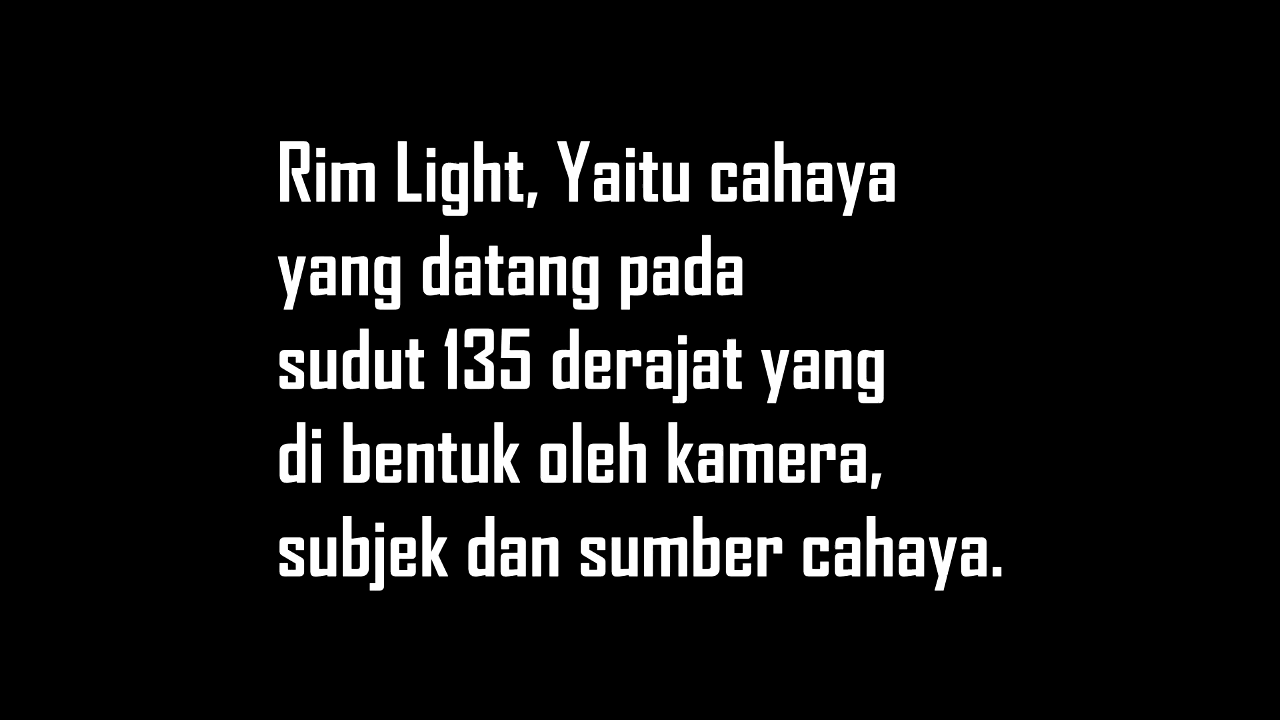 Rim Light, Yaitu cahaya
yang datang pada
sudut 135 derajat yang
di bentuk oleh kamera,
subjek dan sumber cahaya.